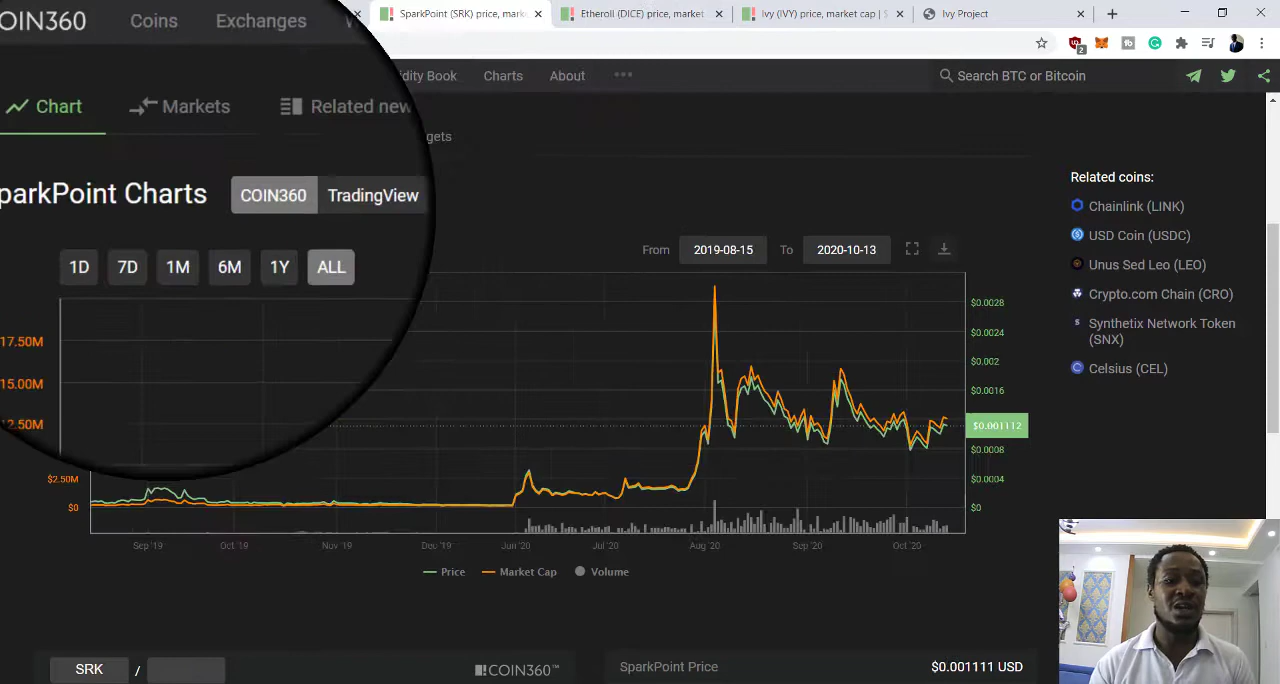 SparkPoint (SRK) price, marke
Etheroll (DICE) price, market
Ivy (IVY) price, market cap | S
Ivy Project
OIN360
Coins
Exchanges
idity Book
Charts
About
Search BTC or Bitcoin
2
Chart
Markets
Related new
gets
parkPoint Charts
COIN360
TradingView
Related coins:
Chainlink (LINK)
USD Coin (USDC)
Unus Sed Leo (LEO)
Crypto.com Chain (CRO)
Synthetix Network Token
(SNX)
Celsius (CEL)
From
2019-08-15
To
2020-10-13
1D
7D
1M
6M
1Y
ALL
17.50M
15.00M
2.50M
$2.50M
$0
$0.0028
$0.0024
$0.002
$0.0016
$0.001112
$0.0008
$0.0004
$0
Sep '19
Oct '19
Nov '19
Dec '19
Jun '20
Jul '20
Aug '20
Sep '20
Oct '20
Price
Market Cap
Volume
SRK
/
COIN360™
SparkPoint Price
$0.001111 USD